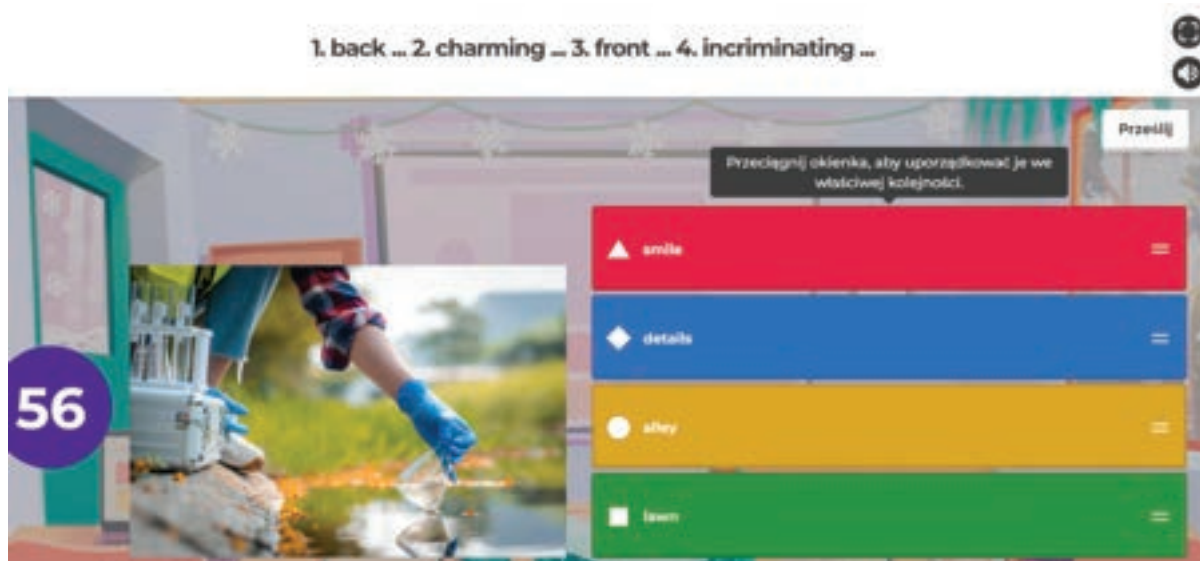 1. back ... 2. charming ... 3. front ... 4. incriminating ...
Prześlij
Przeciągnij okienka, aby uporządkować je we
właściwej kolejności.
smile
details
56
alley
lawn